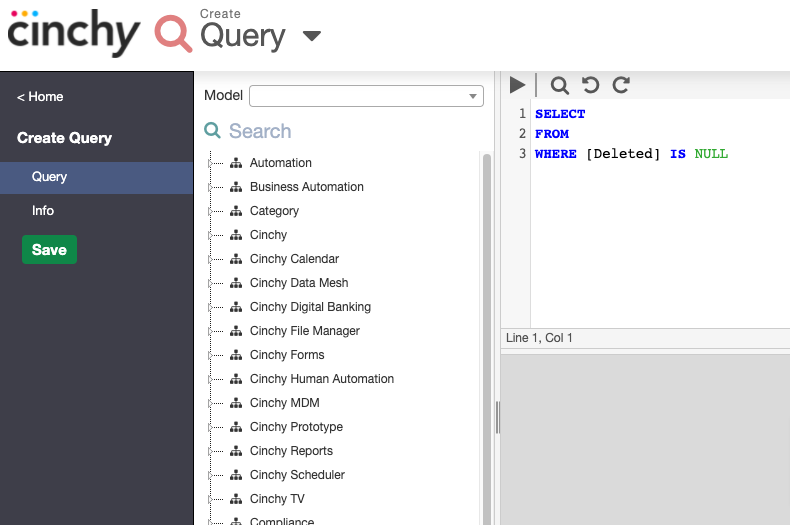 cinchy
Create
Query
< Home
Create Query
Query
Info
Save
Model
Search
Automation
Business Automation
Category
Cinchy
Cinchy Calendar
Cinchy Data Mesh
Cinchy Digital Banking
Cinchy File Manager
Cinchy Forms
Cinchy Human Automation
Cinchy MDM
Cinchy Prototype
Cinchy Reports
Cinchy Scheduler
Cinchy TV
Compliance
1 SELECT
2 FROM
3 WHERE [Deleted] IS NULL
Line 1, Col 1